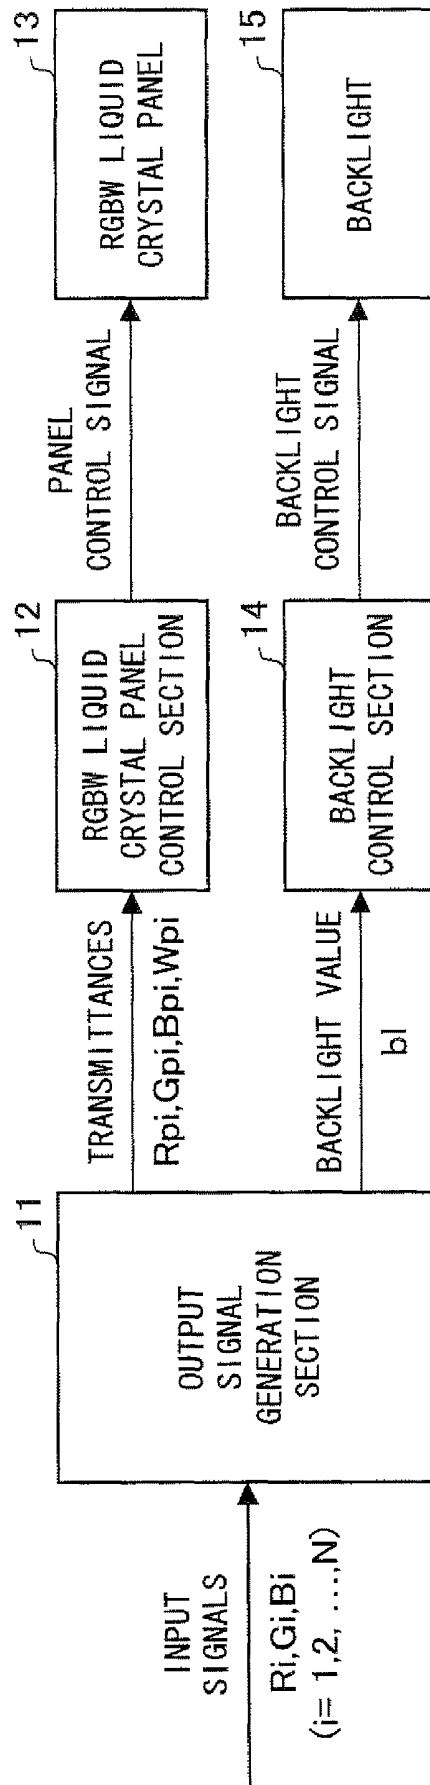 INPUT
SIGNALS
Ri,Gi,Bi
(i= 1,2, ...,N)
11
OUTPUT
SIGNAL
GENERATION
SECTION
TRANSMITTANCES
Rpi,Gpi,Bpi,Wpi
12
RGBW LIQUID
CRYSTAL PANEL
CONTROL SECTION
PANEL
CONTROL SIGNAL
13
RGBW LIQUID
CRYSTAL PANEL
BACKLIGHT VALUE
bl
14
BACKLIGHT
CONTROL SECTION
BACKLIGHT
CONTROL SIGNAL
15
BACKLIGHT